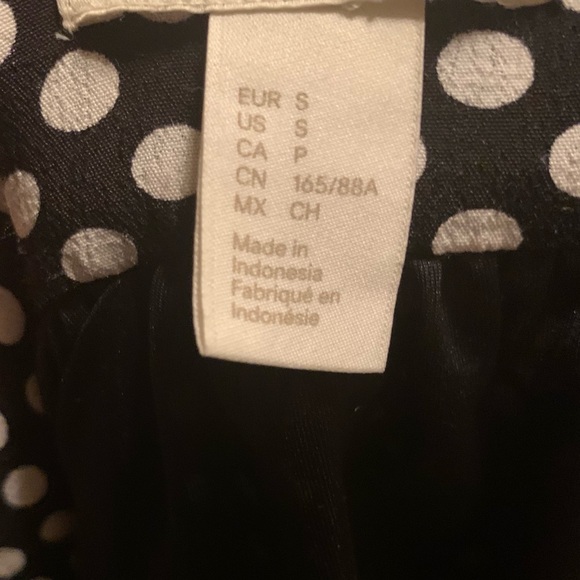 EUR S
US S
CA P
CN 165/88A
MX CH
Made in
Indonesia
Fabriqué en
Indonésie